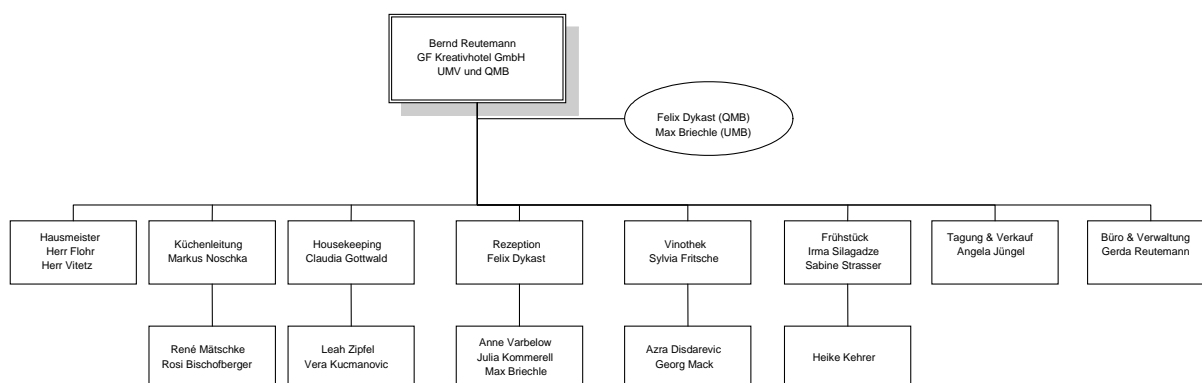 Bernd Reutemann
GF Kreativhotel GmbH
UMV und QMB
Felix Dykast (QMB)
Max Briechle (UMB)
Hausmeister
Herr Flohr
Herr Vitetz
Küchenleitung
Markus Noschka
Housekeeping
Claudia Gottwald
Rezeption
Felix Dykast
Vinothek
Sylvia Fritsche
Frühstück
Irma Silagadze
Sabine Strasser
Tagung & Verkauf
Angela Jüngel
Büro & Verwaltung
Gerda Reutemann
René Mätschke
Rosi Bischofberger
Leah Zipfel
Vera Kucmanovic
Anne Varbelow
Julia Kommerell
Max Briechle
Azra Disdarevic
Georg Mack
Heike Kehrer